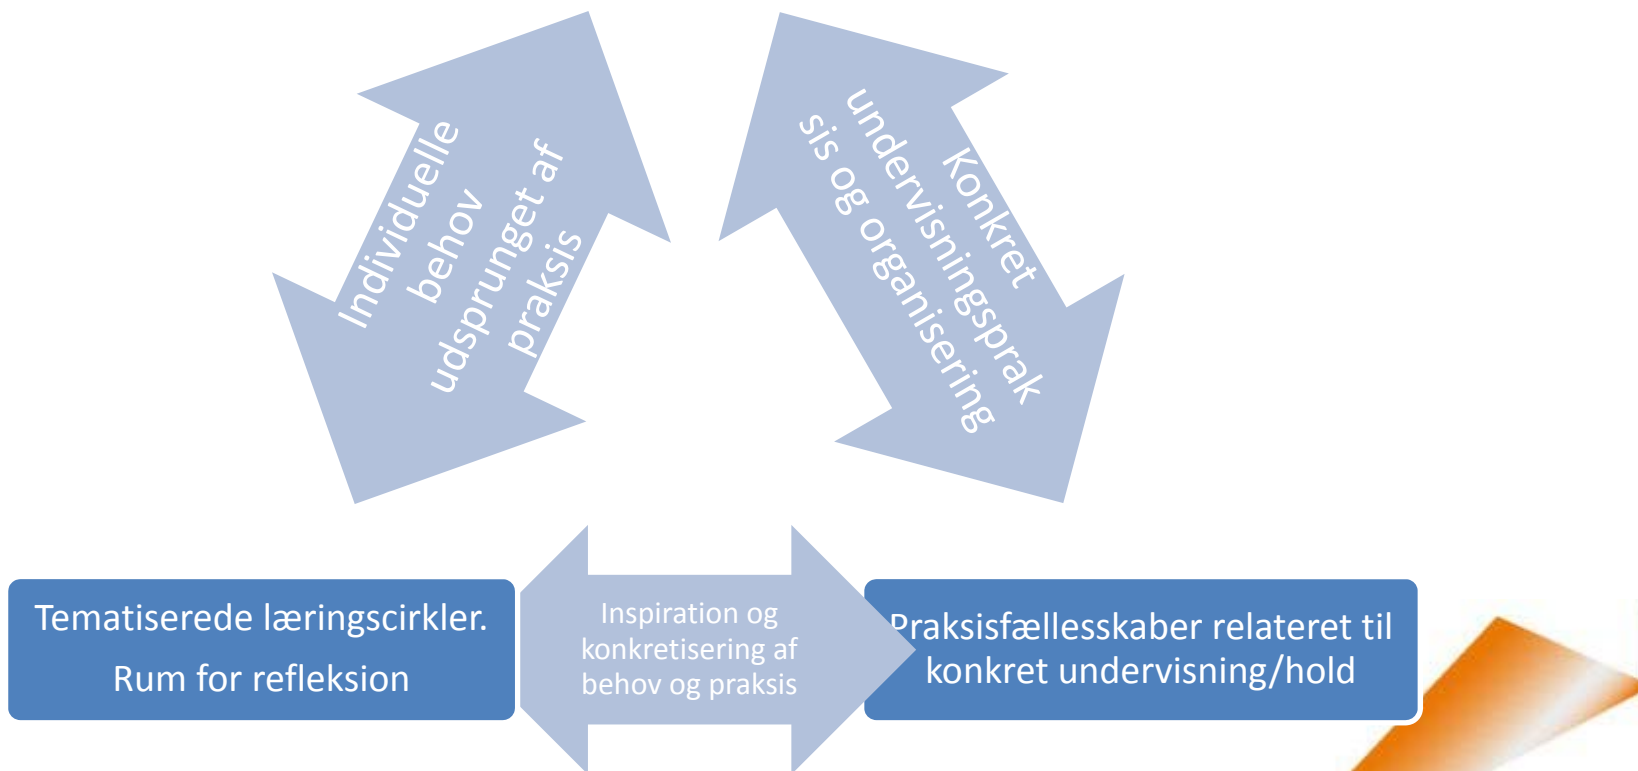 Individuelle
behov
udsprunget af
praksis
Konkret
undervisningsprak
sis og organisering
Tematiserede læringscirkler.
Rum for refleksion
Inspiration og
konkretisering af
behov og praksis
Praksisfællesskaber relateret til
konkret undervisning/hold